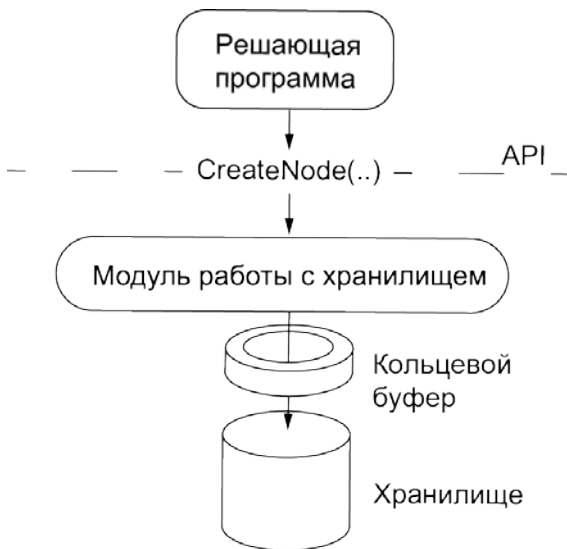 Решающая
программа
API
CreateNode(..)
Модуль работы с хранилищем
Кольцевой
буфер
Хранилище